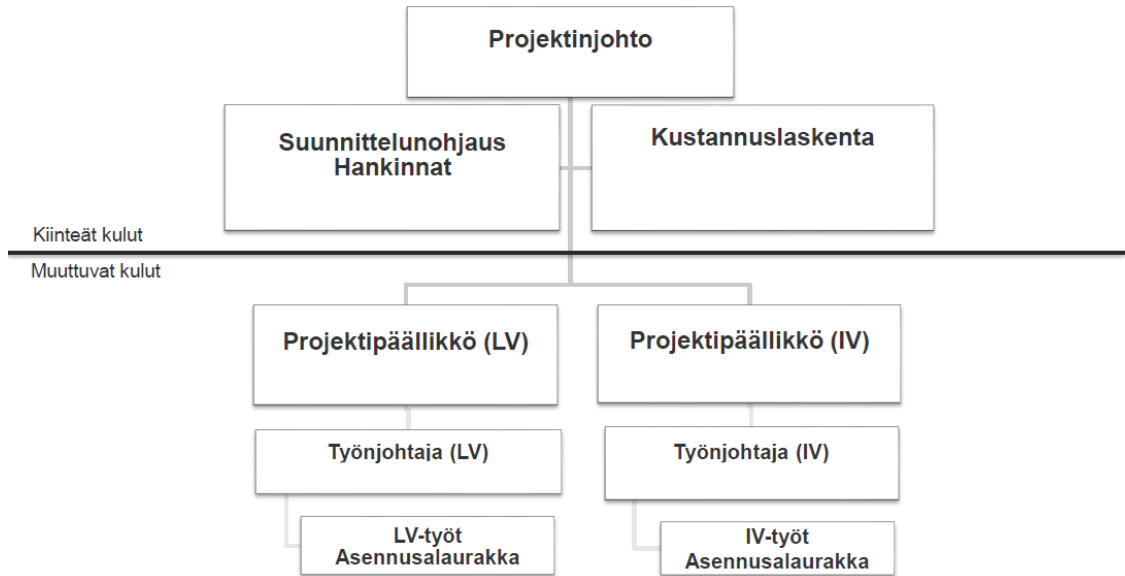 Projektinjohto
Suunnittelunohjaus
Hankinnat
Kustannuslaskenta
Kiinteät kulut
Muuttuvat kulut
Projektipäällikkö (LV)
Projektipäällikkö (IV)
Työnjohtaja (LV)
Työnjohtaja (IV)
LV-työt
Asennusalaurakka
IV-työt
Asennusalaurakka